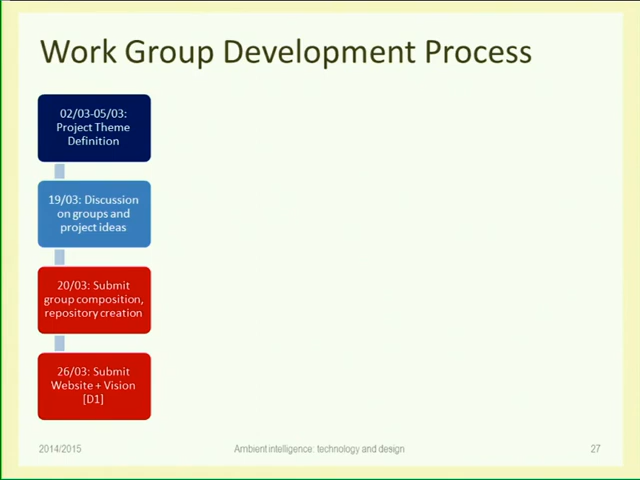 Work Group Development Process
02/03-05/03:
Project Theme
Definition
19/03: Discussion
on groups and
project ideas
20/03: Submit
group composition,
repository creation
26/03: Submit
Website + Vision
[D1]
2014/2015
Ambient intelligence: technology and design
27